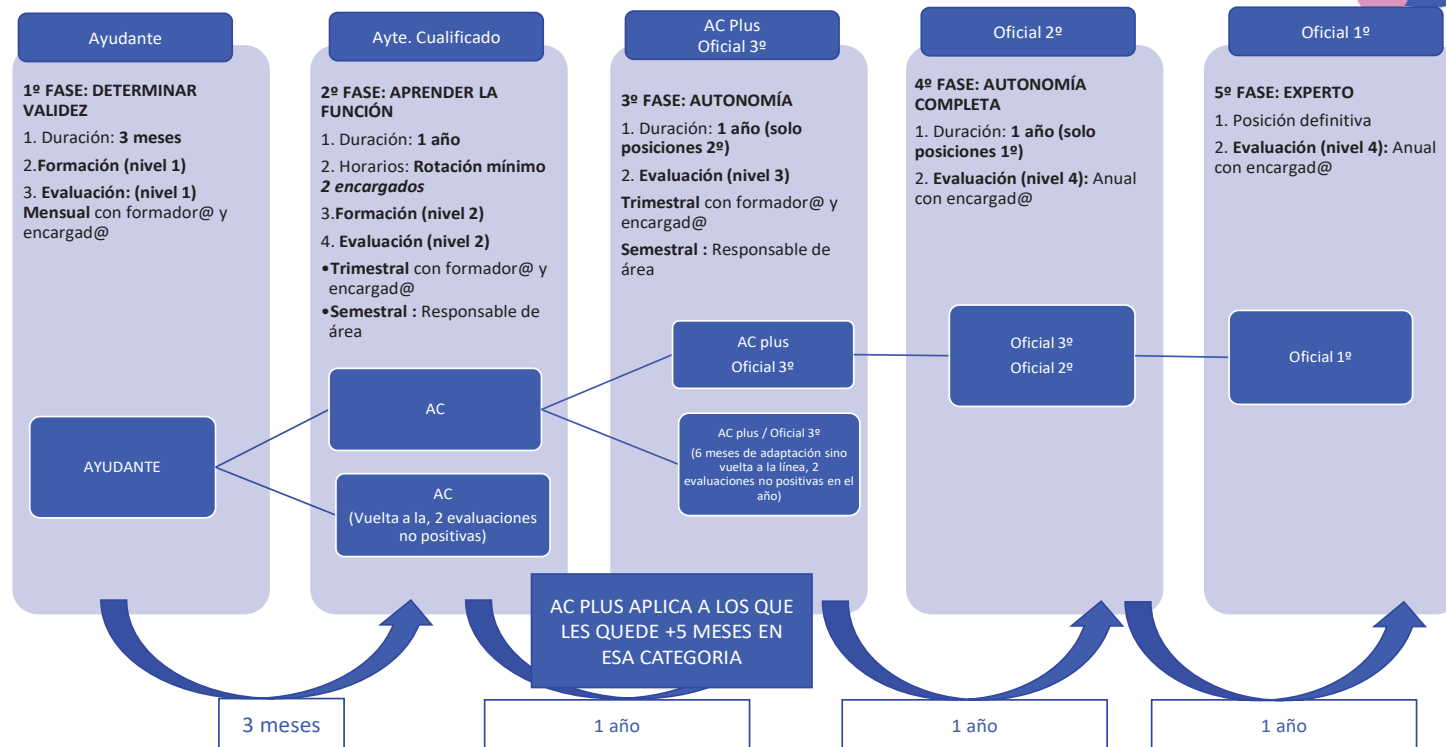 Ayudante
1º FASE: DETERMINAR
VALIDEZ
1. Duración: 3 meses
2.Formación (nivel 1)
3. Evaluación: (nivel 1)
Mensual con formador@ y
encargad@
Ayte. Cualificado
2º FASE: APRENDER LA
FUNCIÓN
1. Duración: 1 año
2. Horarios: Rotación mínimo
2 encargados
3.Formación (nivel 2)
4. Evaluación (nivel 2)
•Trimestral con formador@ y
encargad@
•Semestral : Responsable de
área
AC Plus
Oficial 3º
3º FASE: AUTONOMÍA
1. Duración: 1 año (solo
posiciones 2º)
2. Evaluación (nivel 3)
Trimestral con formador@ y
encargad@
Semestral : Responsable de
área
Oficial 2º
4º FASE: AUTONOMÍA
COMPLETA
1. Duración: 1 año (solo
posiciones 1º)
2. Evaluación (nivel 4): Anual
con encargad@
Oficial 1º
5º FASE: EXPERTO
1. Posición definitiva
2. Evaluación (nivel 4): Anual
con encargad@
AYUDANTE
AC
AC
(Vuelta a la, 2 evaluaciones
no positivas)
AC plus
Oficial 3º
AC plus / Oficial 3º
(6 meses de adaptación sino
vuelta a la línea, 2
evaluaciones no positivas en el
año)
Oficial 3º
Oficial 2º
Oficial 1º
AC PLUS APLICA A LOS QUE
LES QUEDE +5 MESES EN
ESA CATEGORIA
3 meses
1 año
1 año
1 año